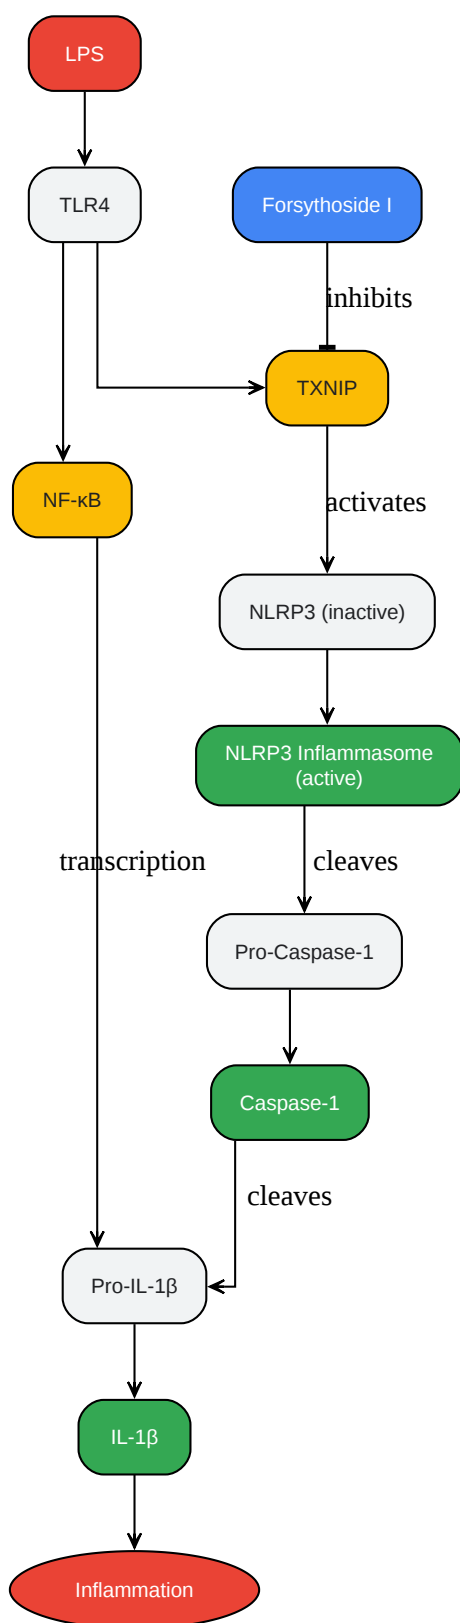 LPS
TLR4
Forsythoside I
inhibits
TXNIP
NF-κB
activates
NLRP3 (inactive)
NLRP3 Inflammasome
(active)
transcription
cleaves
Pro-Caspase-1
Caspase-1
cleaves
Pro-IL-1β
IL-1β
Inflammation